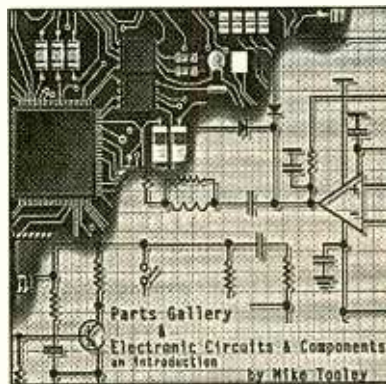 Parts Gallery
&
Electronic Circuits & Components
an introduction
by Mike Tooley